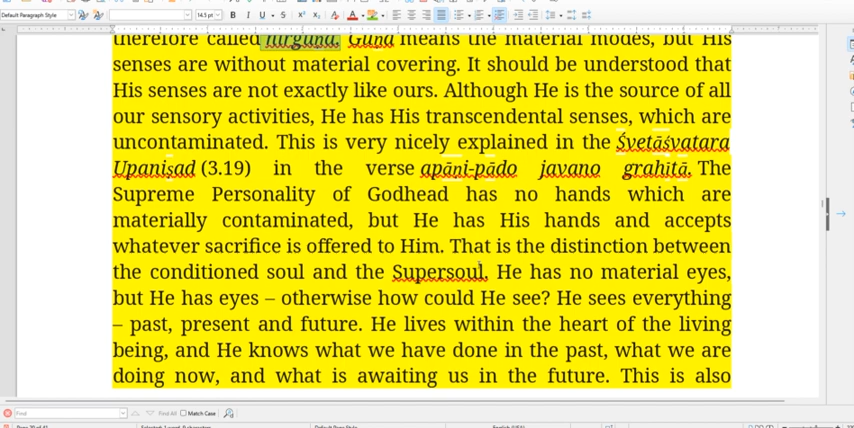 Default Paragraph Style
14.5 pt
therefore called nirguṇa. Guṇa means the material modes, but His
senses are without material covering. It should be understood that
His senses are not exactly like ours. Although He is the source of all
our sensory activities, He has His transcendental senses, which are
uncontaminated. This is very nicely explained in the Śvetāśvatara
Upaniṣad (3.19) in the verse apāṇi-pādo javano grahītā. The
Supreme Personality of Godhead has no hands which are
materially contaminated, but He has His hands and accepts
whatever sacrifice is offered to Him. That is the distinction between
the conditioned soul and the Supersoul. He has no material eyes,
but He has eyes – otherwise how could He see? He sees everything
– past, present and future. He lives within the heart of the living
being, and He knows what we have done in the past, what we are
doing now, and what is awaiting us in the future. This is also
Find
Find All
Match Case